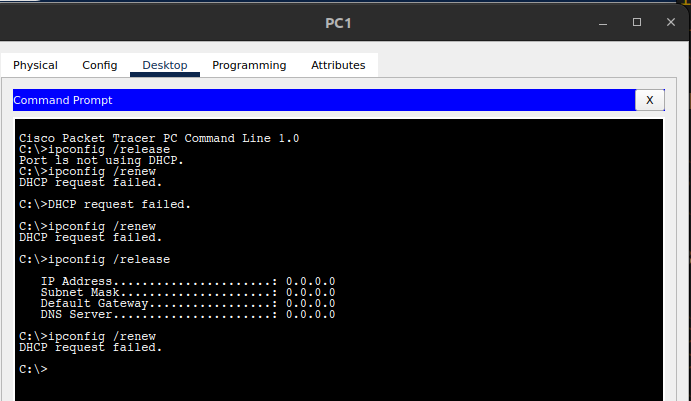 PC1
Physical Config Desktop Programming Attributes
Command Prompt X
Cisco Packet Tracer PC Command Line 1.0
C:\>ipconfig /release
Port is not using DHCP.
C:\>ipconfig /renew
DHCP request failed.
C:\>DHCP request failed.
C:\>ipconfig /renew
DHCP request failed.
C:\>ipconfig /release
IP Address......................: 0.0.0.0
Subnet Mask.....................: 0.0.0.0
Default Gateway.................: 0.0.0.0
DNS Server......................: 0.0.0.0
C:\>ipconfig /renew
DHCP request failed.
C:\>